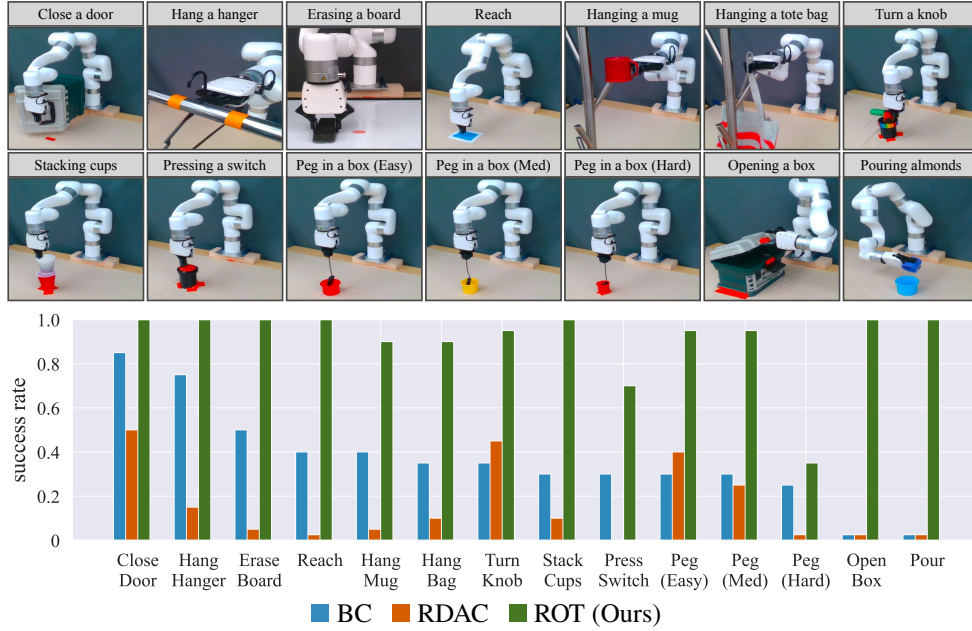 Close a door
Hang a hanger
Erasing a board
Reach
Hanging a mug
Hanging a tote bag
Turn a knob
Stacking cups
Pressing a switch
Peg in a box (Easy)
Peg in a box (Med)
Peg in a box (Hard)
Opening a box
Pouring almonds
success rate
1.0
0.8
0.6
0.4
0.2
0
Close
Door
Hang
Hanger
Erase
Board
Reach
Hang
Mug
Hang
Bag
Turn
Knob
Stack
Cups
Press
Switch
Peg
(Easy)
Peg
(Med)
Peg
(Hard)
Open
Box
Pour
BC
RDAC
ROT (Ours)